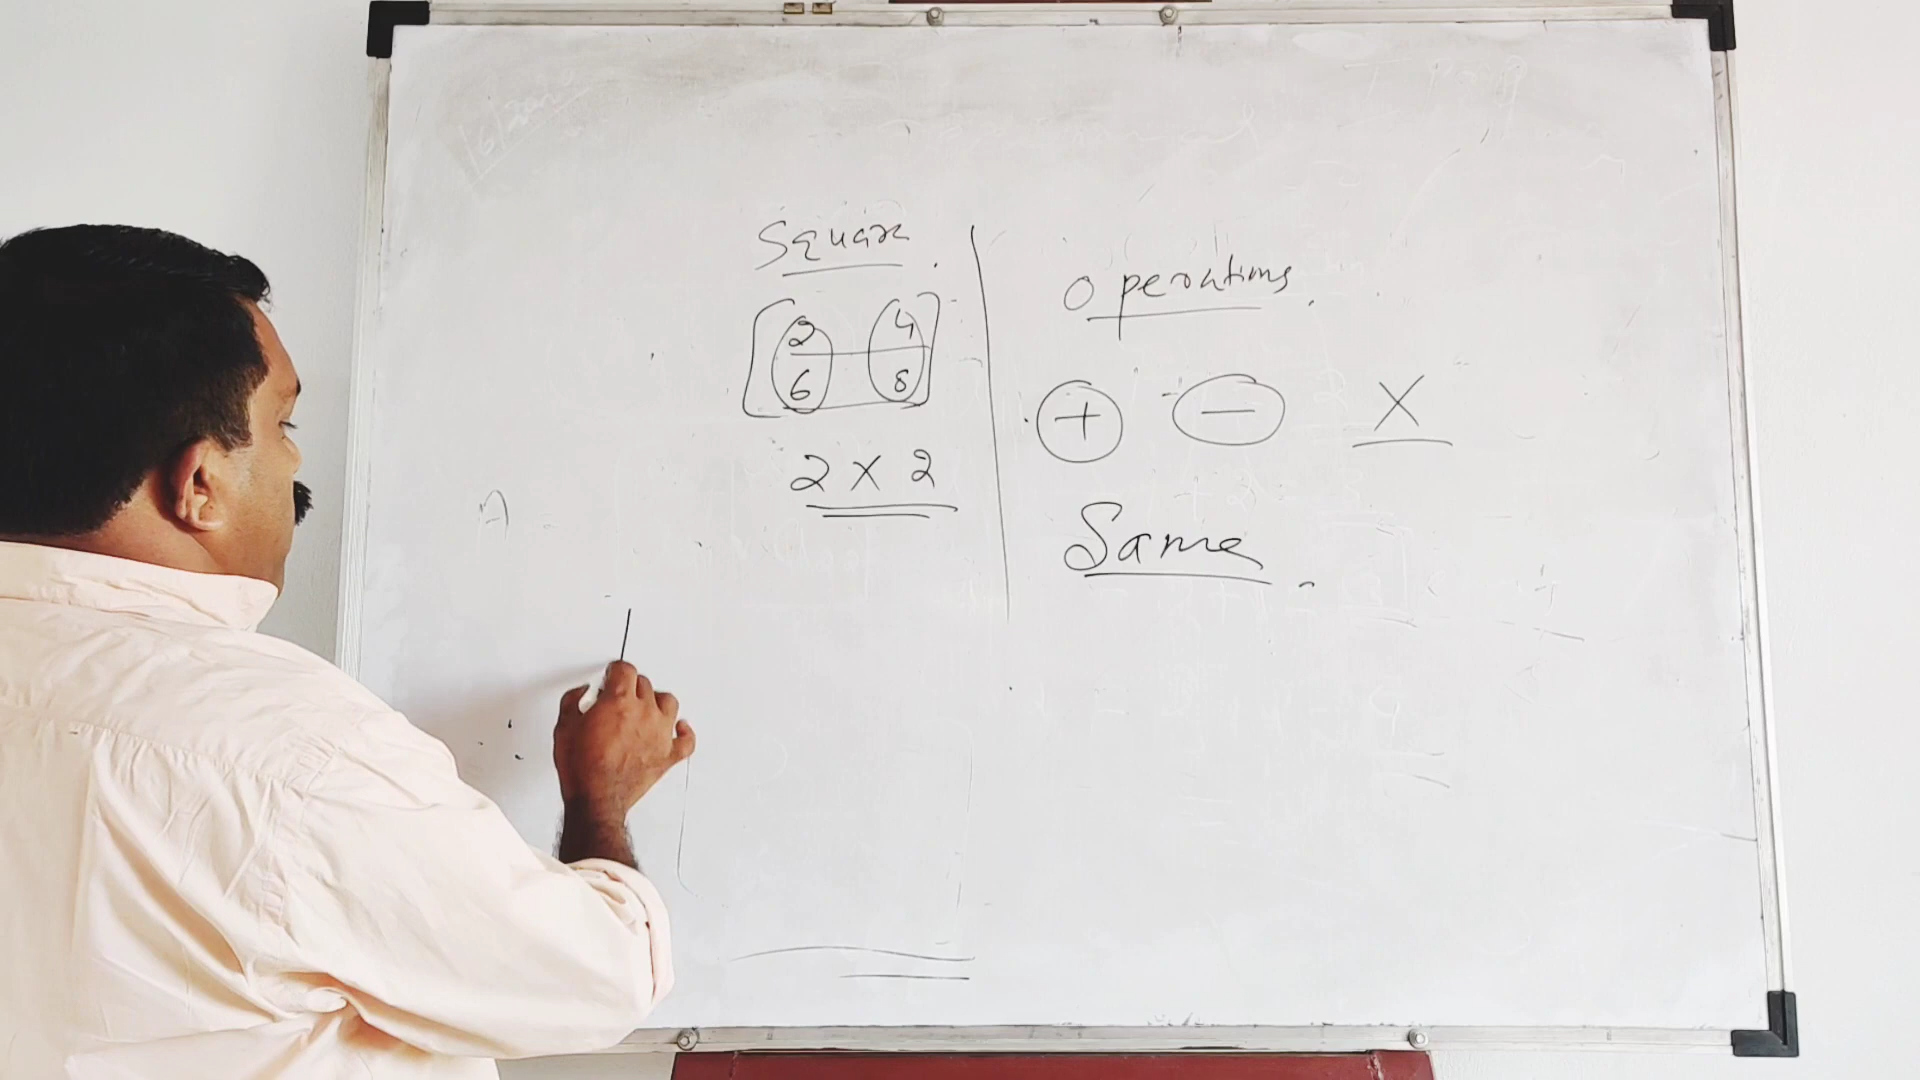 Square
2 4
6 8
2 X 2
Operations
+ - X
Same
A =